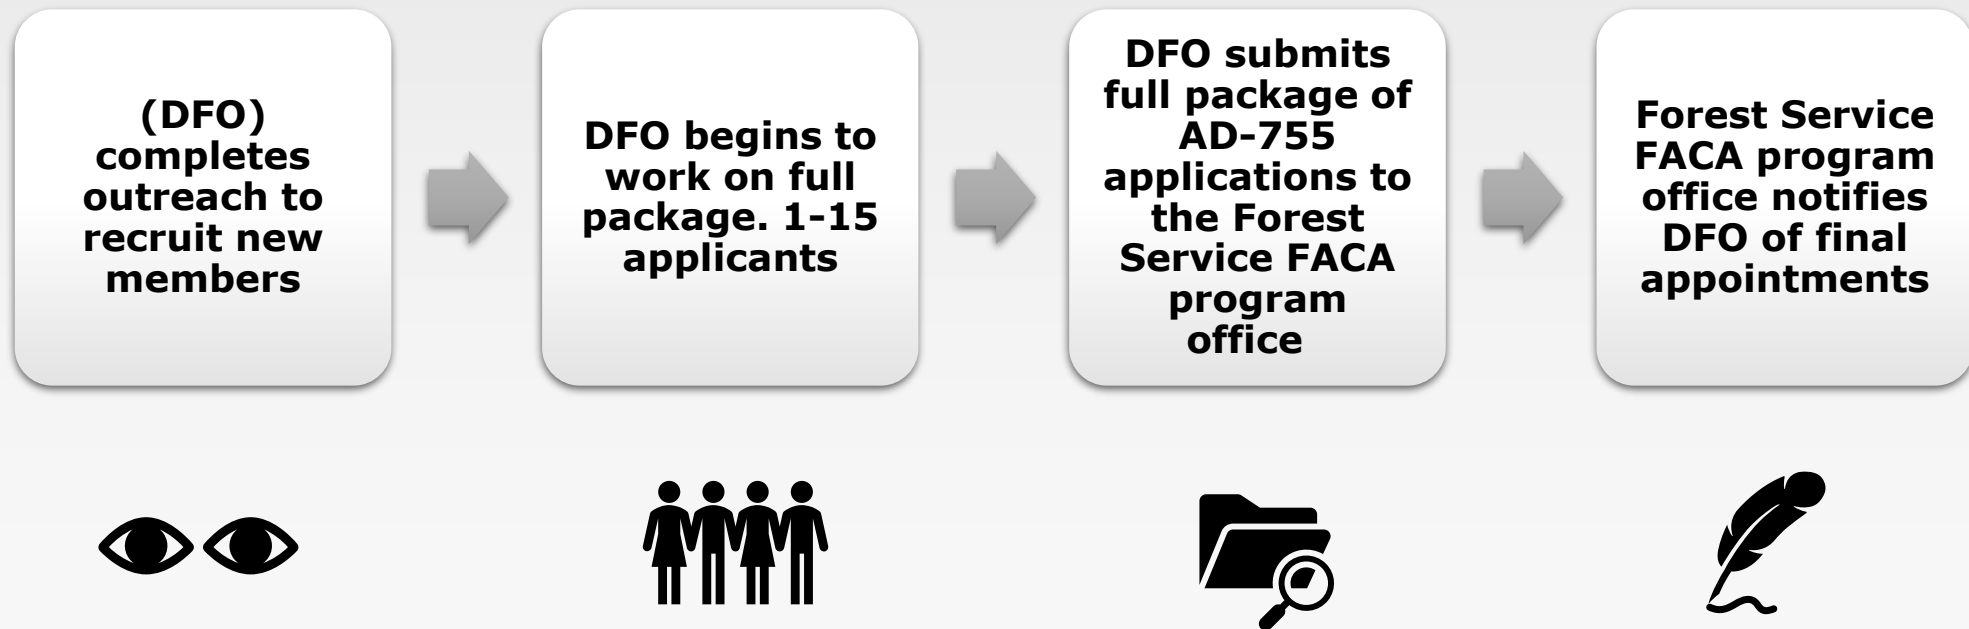 (DFO)
completes
outreach to
recruit new
members
DFO begins to
work on full
package. 1-15
applicants
DFO submits
full package of
AD-755
applications to
the Forest
Service FACA
program
office
Forest Service
FACA program
office notifies
DFO of final
appointments